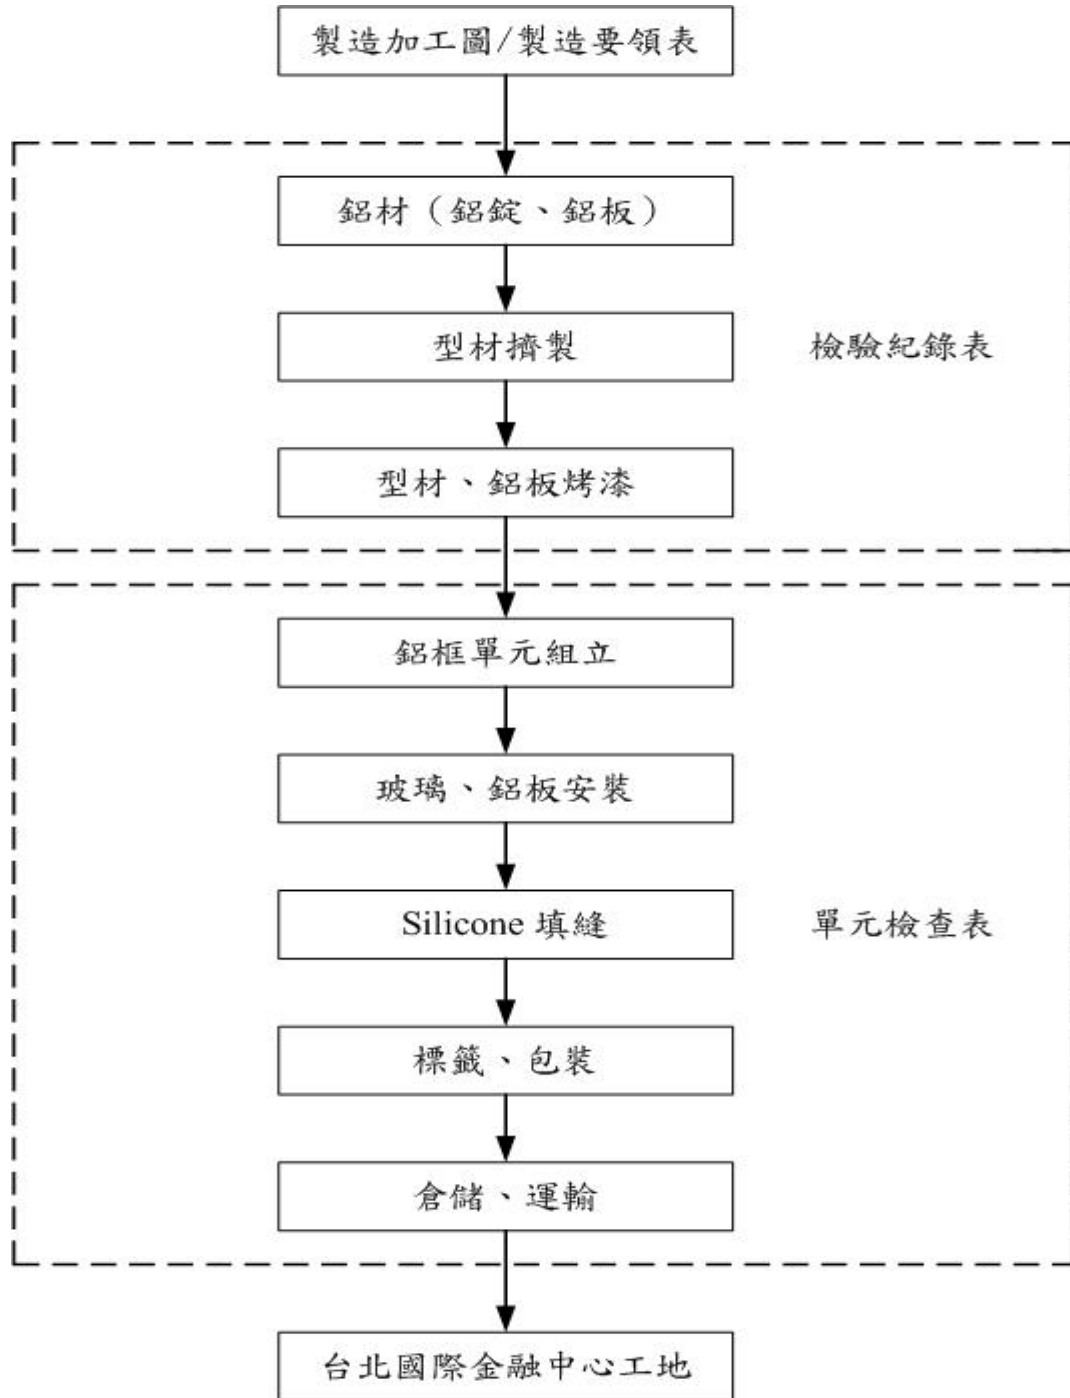 製造加工圖/製造要領表
鋁材（鋁錠、鋁板）
型材擠製
檢驗紀錄表
型材、鋁板烤漆
鋁框單元組立
玻璃、鋁板安裝
Silicone 填縫
單元檢查表
標籤、包裝
倉儲、運輸
台北國際金融中心工地